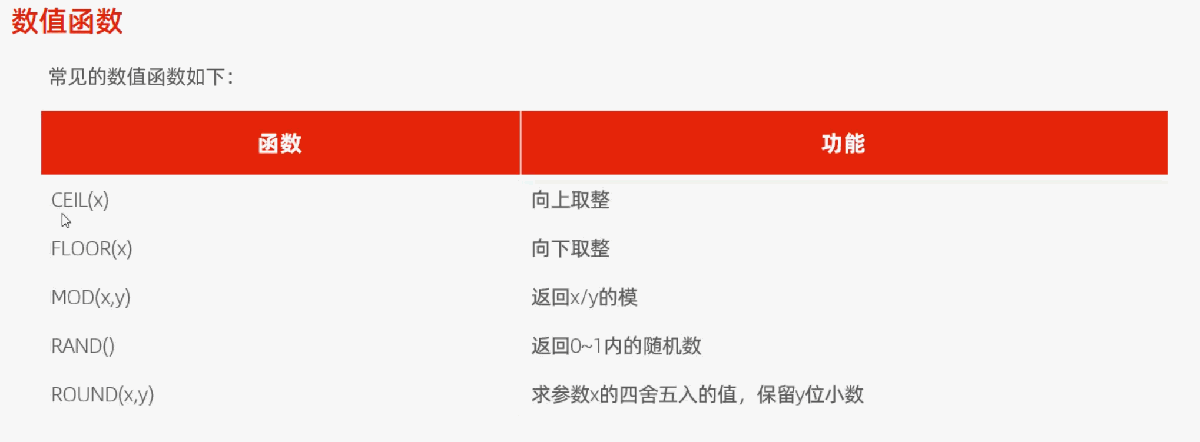 数值函数
常见的数值函数如下：
函数 功能
CEIL(x) 向上取整
FLOOR(x) 向下取整
MOD(x,y) 返回x/y的模
RAND() 返回0~1内的随机数
ROUND(x,y) 求参数x的四舍五入的值，保留y位小数